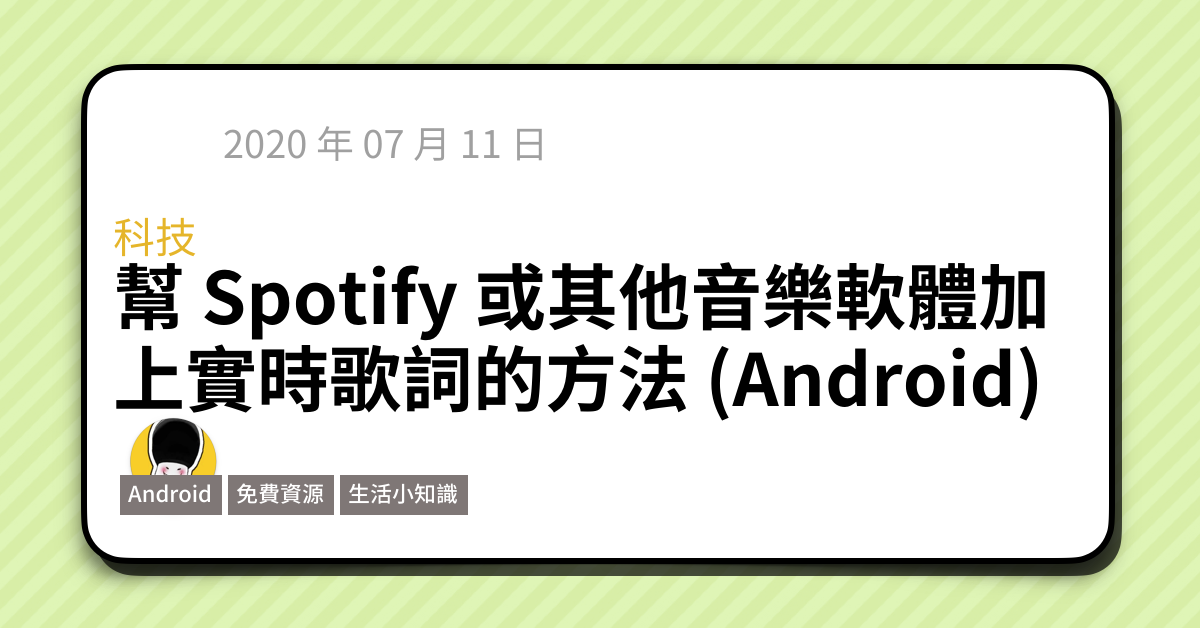 2020 年 07 月 11 日
科技
幫 Spotify 或其他音樂軟體加
上實時歌詞的方法 (Android)
Android 免費資源 生活小知識